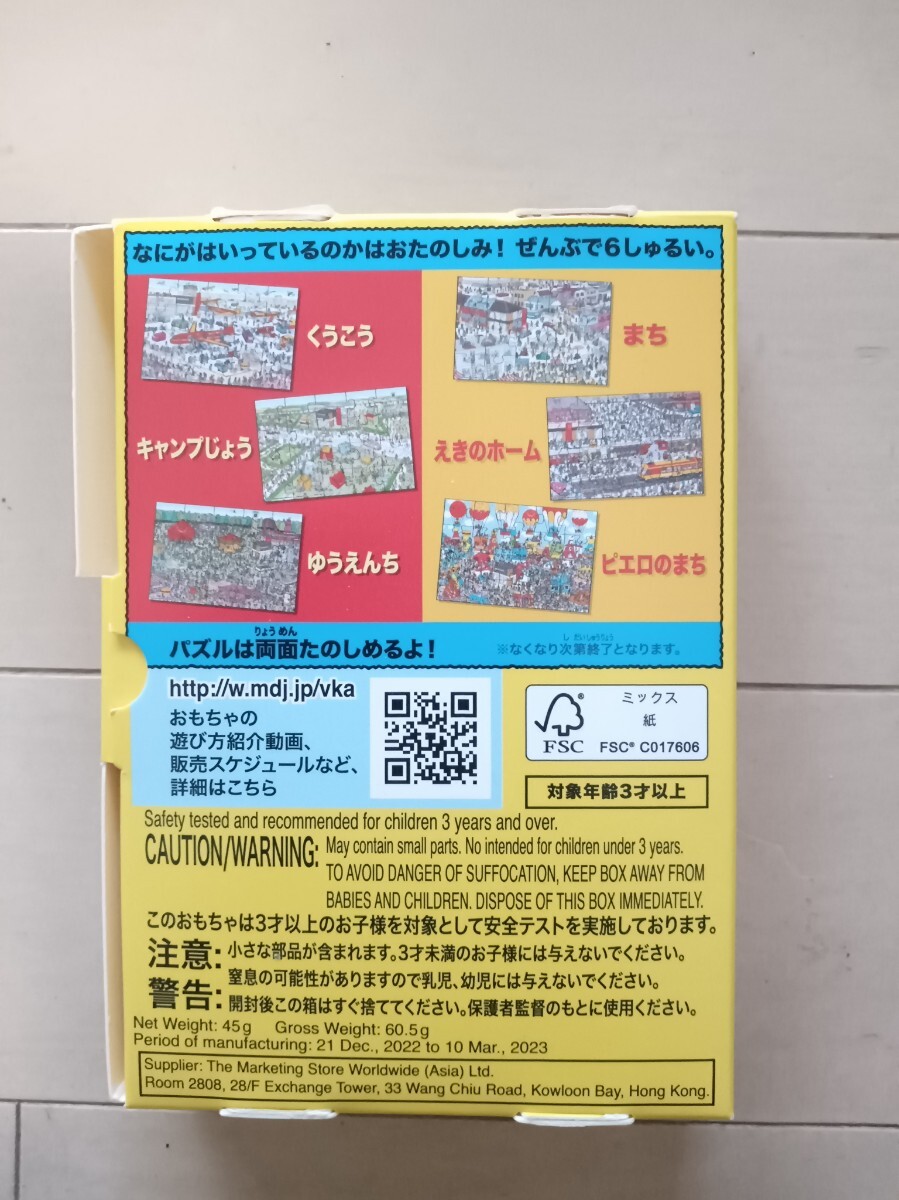 なにがはいっているのかはおたのしみ！ぜんぶで6しゅるい。
くうこう
まち
キャンプじょう
えきのホーム
ゆうえんち
ピエロのまち
りょうめん
パズルは両面たのしめるよ！
しだいしゅうりょう
※なくなり次第終了となります。
http://w.mdj.jp/vka
おもちゃの
遊び方紹介動画、
販売スケジュールなど、
詳細はこちら
FSC
ミックス
紙
FSC® C017606
対象年齢3才以上
Safety tested and recommended for children 3 years and over.
CAUTION/WARNING: May contain small parts. No intended for children under 3 years.
TO AVOID DANGER OF SUFFOCATION, KEEP BOX AWAY FROM
BABIES AND CHILDREN. DISPOSE OF THIS BOX IMMEDIATELY.
このおもちゃは3才以上のお子様を対象として安全テストを実施しております。
注意: 小さな部品が含まれます。3才未満のお子様には与えないでください。
窒息の可能性がありますので乳児、幼児には与えないでください。
警告: 開封後この箱はすぐ捨ててください。保護者監督のもとに使用ください。
Net Weight: 45g Gross Weight: 60.5g
Period of manufacturing: 21 Dec., 2022 to 10 Mar., 2023
Supplier: The Marketing Store Worldwide (Asia) Ltd.
Room 2808, 28/F Exchange Tower, 33 Wang Chiu Road, Kowloon Bay, Hong Kong.